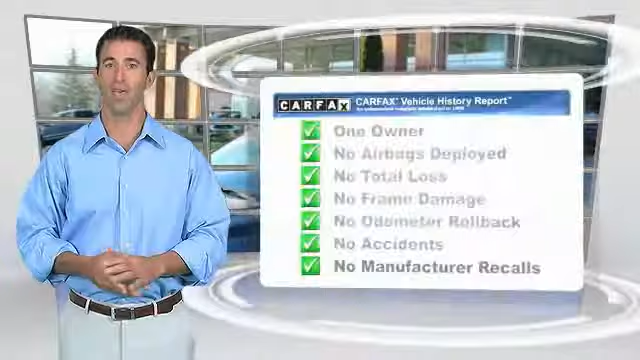 CARFAX CARFAX Vehicle History Report™
One Owner
No Airbags Deployed
No Total Loss
No Frame Damage
No Odometer Rollback
No Accidents
No Manufacturer Recalls